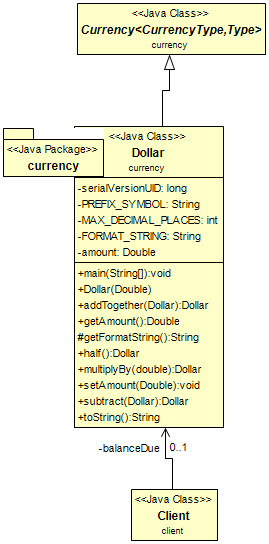 <<Java Class>>
Currency<CurrencyType,Type>
currency
<<Java Class>>
Dollar
currency
<<Java Package>>
currency
-serialVersionUID: long
-PREFIX_SYMBOL: String
-MAX_DECIMAL_PLACES: int
-FORMAT_STRING: String
-amount: Double
+main(String[]):void
+Dollar(Double)
+addTogether(Dollar):Dollar
+getAmount():Double
#getFormatString():String
+half():Dollar
+multiplyBy(double):Dollar
+setAmount(Double):void
+subtract(Dollar):Dollar
+toString():String
-balanceDue 0..1
<<Java Class>>
Client
client